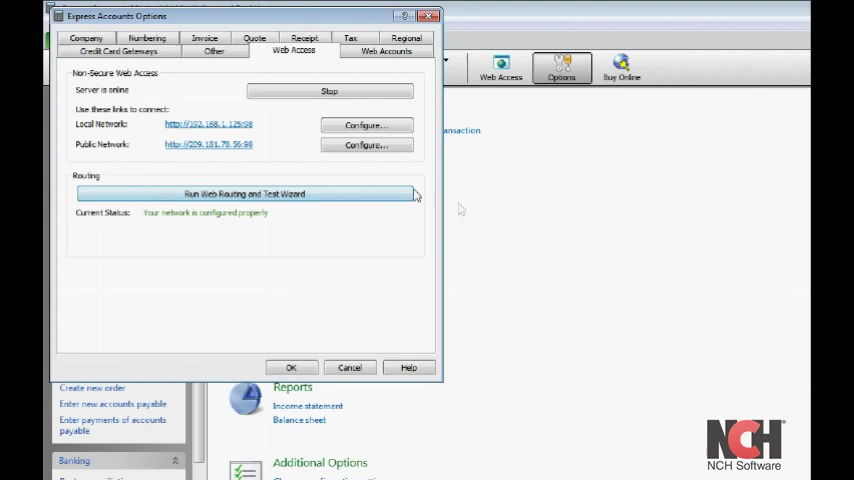 Express Accounts Options
Company Numbering Invoice Quote Receipt Tax Regional
Credit Card Gateways Other Web Access Web Accounts
Non-Secure Web Access
Server is online Stop
Use these links to connect:
Local Network: http://192.168.1.125:98 Configure...
Public Network: http://209.181.78.56:98 Configure...
Routing
Run Web Routing and Test Wizard
Current Status: Your network is configured properly
OK Cancel Help
Web Access Options Buy Online
ansaction
Create new order
Enter new accounts payable
Enter payments of accounts
payable
Banking
Reports
Income statement
Balance sheet
Additional Options
NCH
NCH Software